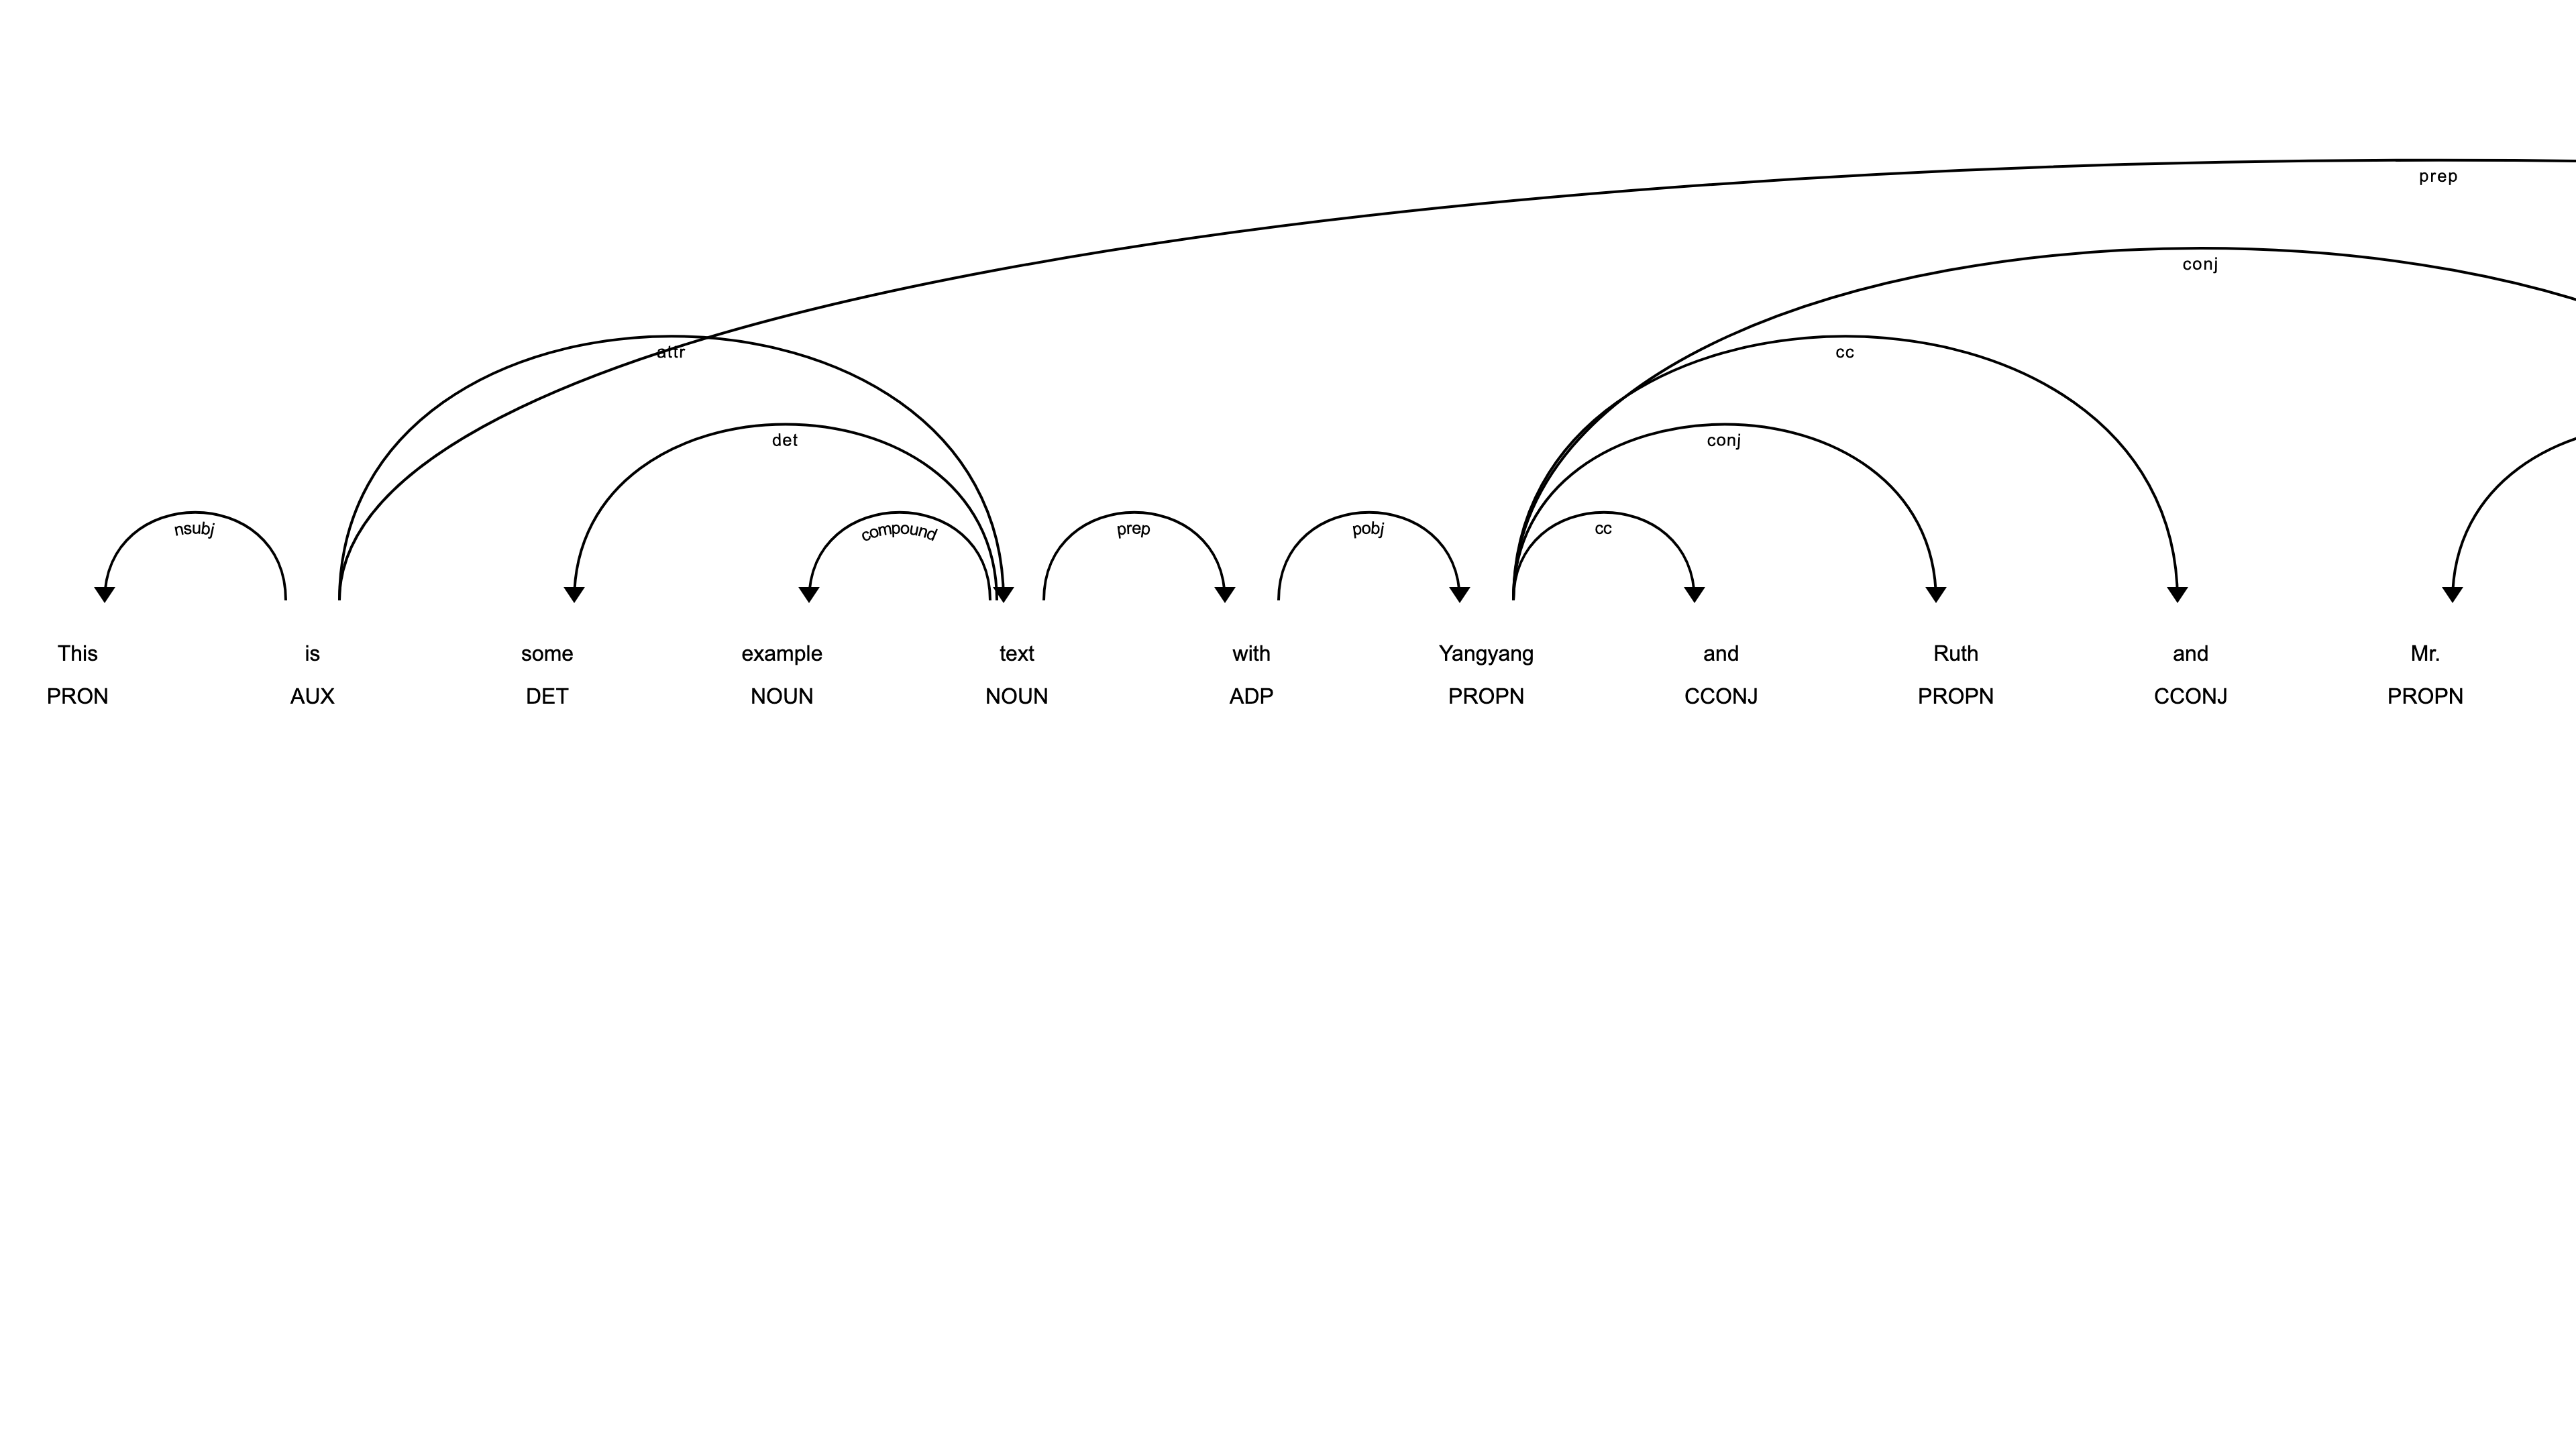 prep
conj
attr cc
det conj
nsubj compound prep pobj cc
This is some example text with Yangyang and Ruth and Mr.
PRON AUX DET NOUN NOUN ADP PROPN CCONJ PROPN CCONJ PROPN